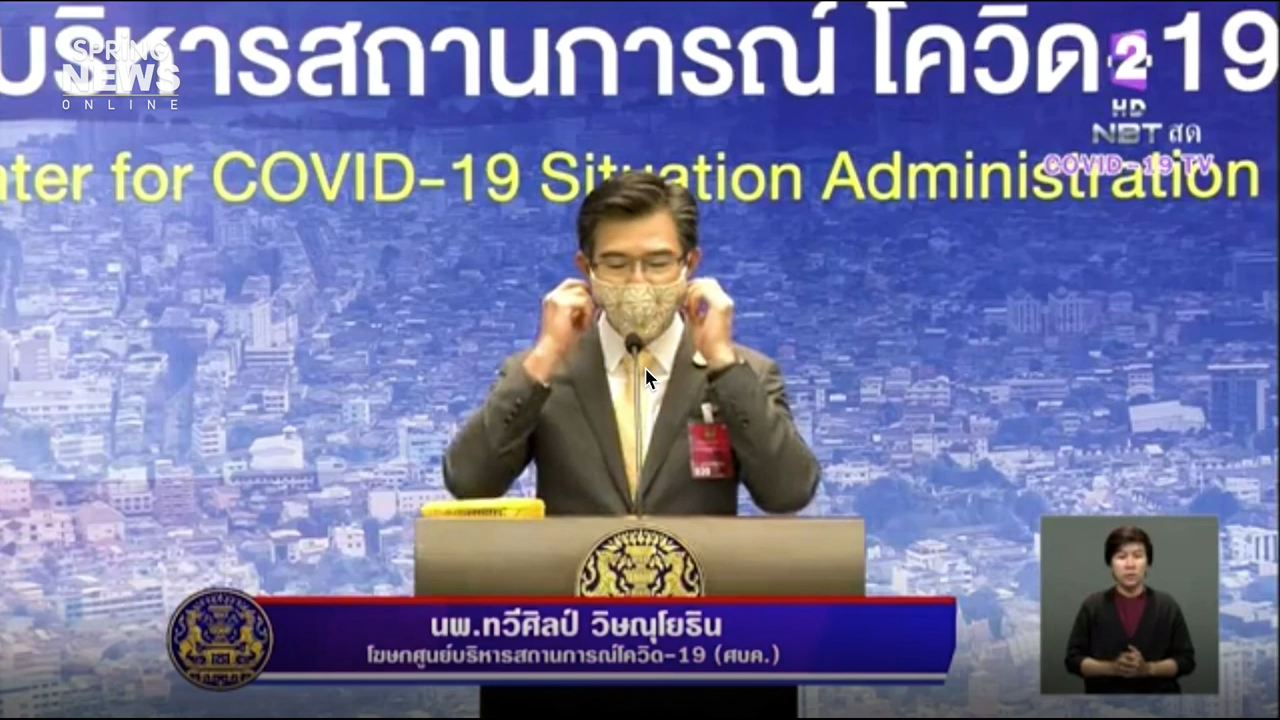 บริหารสถานการณ์ โควิด-19
SPRiNG
NEWS
ONLINE
2
HD
NBT สด
COVID-19 TV
nter for COVID-19 Situation Administration
นพ.ทวีศิลป์ วิษณุโยธิน
โฆษกศูนย์บริหารสถานการณ์โควิด-19 (ศบค.)